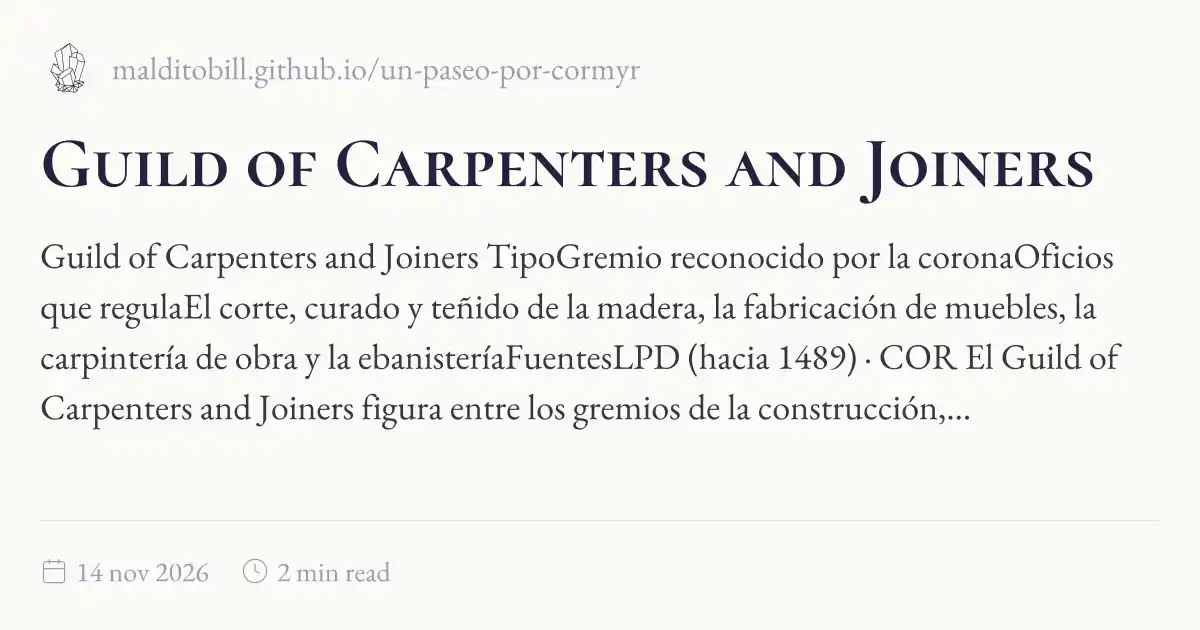 malditobill.github.io/un-paseo-por-cormyr
Guild of Carpenters and Joiners
Guild of Carpenters and Joiners TipoGremio reconocido por la coronaOficios
que regulaEl corte, curado y teñido de la madera, la fabricación de muebles, la
carpintería de obra y la ebanisteríaFuentesLPD (hacia 1489) · COR El Guild of
Carpenters and Joiners figura entre los gremios de la construcción,...
14 nov 2026
2 min read